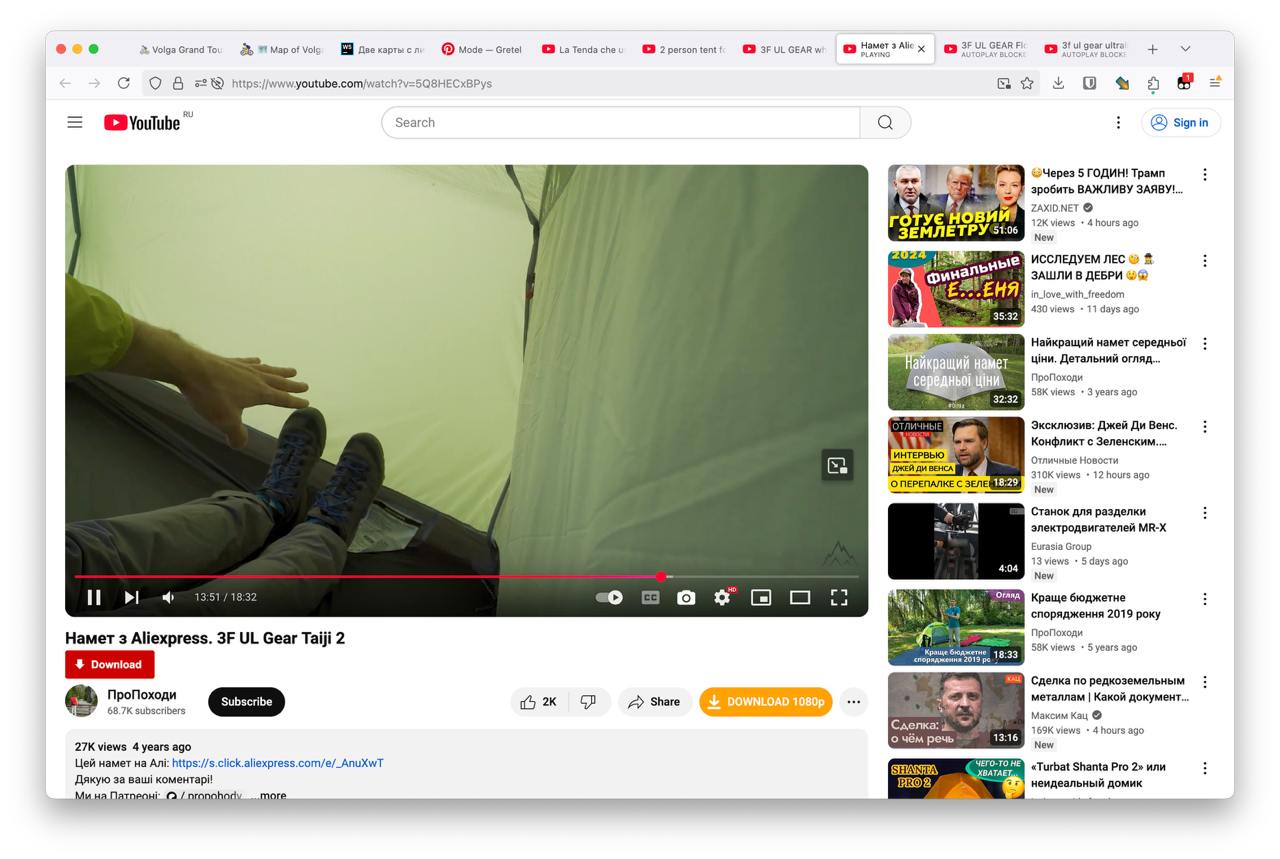 Volga Grand Tou
Map of Volga
WS
Две карты с ли
Mode — Gretel
La Tenda che u
2 person tent fo
3F UL GEAR wh
Намет з Alie
PLAYING
3F UL GEAR Flo
AUTOPLAY BLOCKE
3f ul gear ultral
AUTOPLAY BLOCKE
https://www.youtube.com/watch?v=5Q8HECxBPys
1
YouTube RU
Search
Sign in
13:51 / 18:32
CC
HD
Намет з Aliexpress. 3F UL Gear Taiji 2
Download
ПроПоходи
68.7K subscribers
Subscribe
2K
Share
DOWNLOAD 1080p
27K views 4 years ago
Цей намет на Алі: https://s.click.aliexpress.com/e/_AnuXwT
Дякую за ваші коментарі!
Ми на Патреоні: / propohody ...more
ГОТУЄ НОВИЙ
ЗЕМЛЕТРУ
51:06
😳Через 5 ГОДИН! Трамп
зробить ВАЖЛИВУ ЗАЯВУ!...
ZAXID.NET
12K views • 4 hours ago
New
2024
Финальные
Е...ЕНЯ
35:32
ИССЛЕДУЕМ ЛЕС
ЗАШЛИ В ДЕБРИ
in_love_with_freedom
430 views • 11 days ago
Найкращий намет
середньої ціни
32:32
Найкращий намет середньої
ціни. Детальний огляд...
ПроПоходи
58K views • 3 years ago
ОТЛИЧНЫЕ
НОВОСТИ
ИНТЕРВЬЮ
ДЖЕЙ ДИ ВЕНСА
О ПЕРЕПАЛКЕ С ЗЕЛЕН
18:29
Эксклюзив: Джей Ди Венс.
Конфликт с Зеленским....
Отличные Новости
310K views • 12 hours ago
New
4:04
Станок для разделки
электродвигателей MR-X
Eurasia Group
13 views • 5 days ago
New
Огляд
Краще бюджетне
спорядження 2019 ро
18:33
Краще бюджетне
спорядження 2019 року
ПроПоходи
58K views • 5 years ago
КАЦ
Сделка:
о чём речь
13:16
Сделка по редкоземельным
металлам | Какой документ...
Максим Кац
169K views • 4 hours ago
New
SHANTA
PRO 2
ЧЕГО-ТО НЕ
ХВАТАЕТ...
«Turbat Shanta Pro 2» или
неидеальный домик